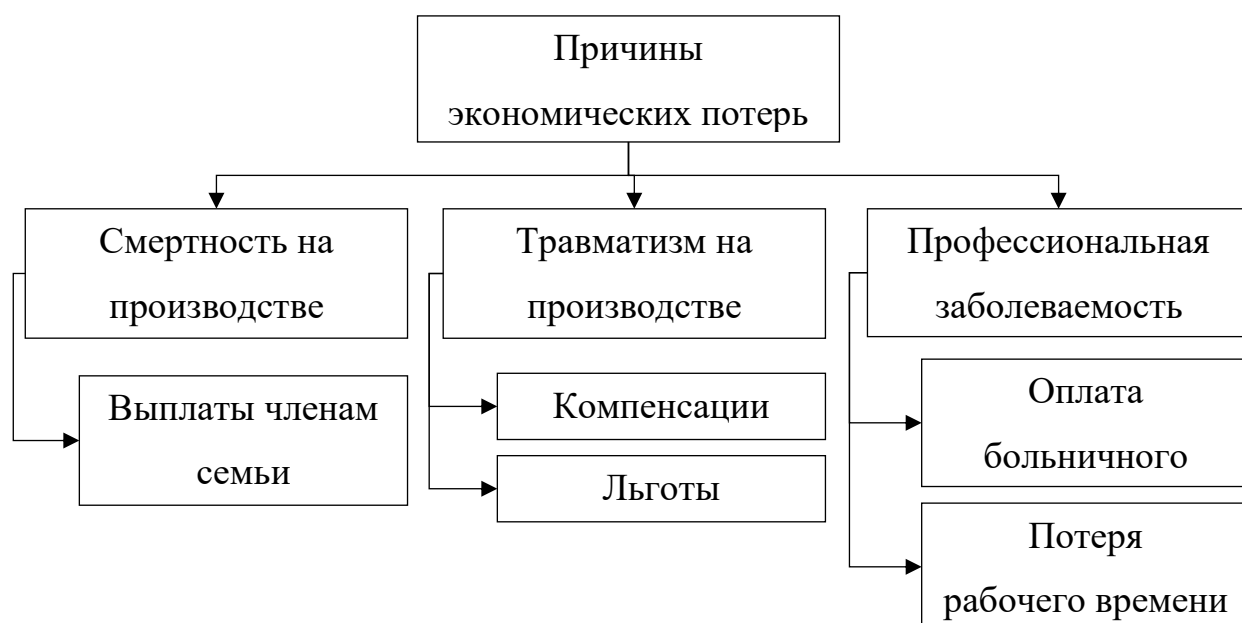 Причины
экономических потерь
Смертность на
производстве
Травматизм на
производстве
Профессиональная
заболеваемость
Выплаты членам
семьи
Компенсации
Льготы
Оплата
больничного
Потеря
рабочего времени